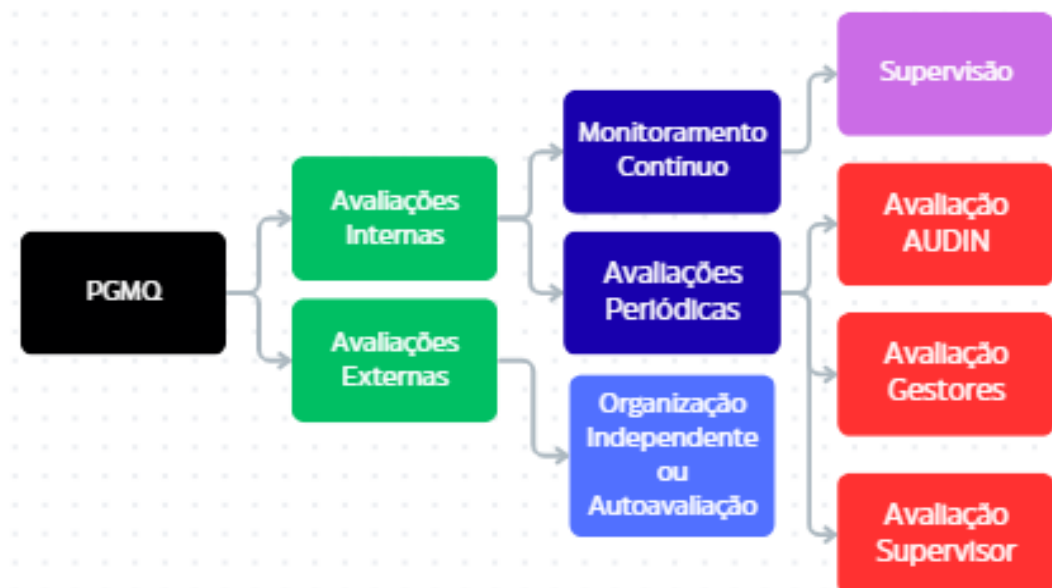 PGMQ
Avaliações
Internas
Avaliações
Externas
Monitoramento
Contínuo
Avaliações
Periódicas
Organização
Independente
ou
Autoavaliação
Supervisão
Avaliação
AUDIN
Avaliação
Gestores
Avaliação
Supervisor